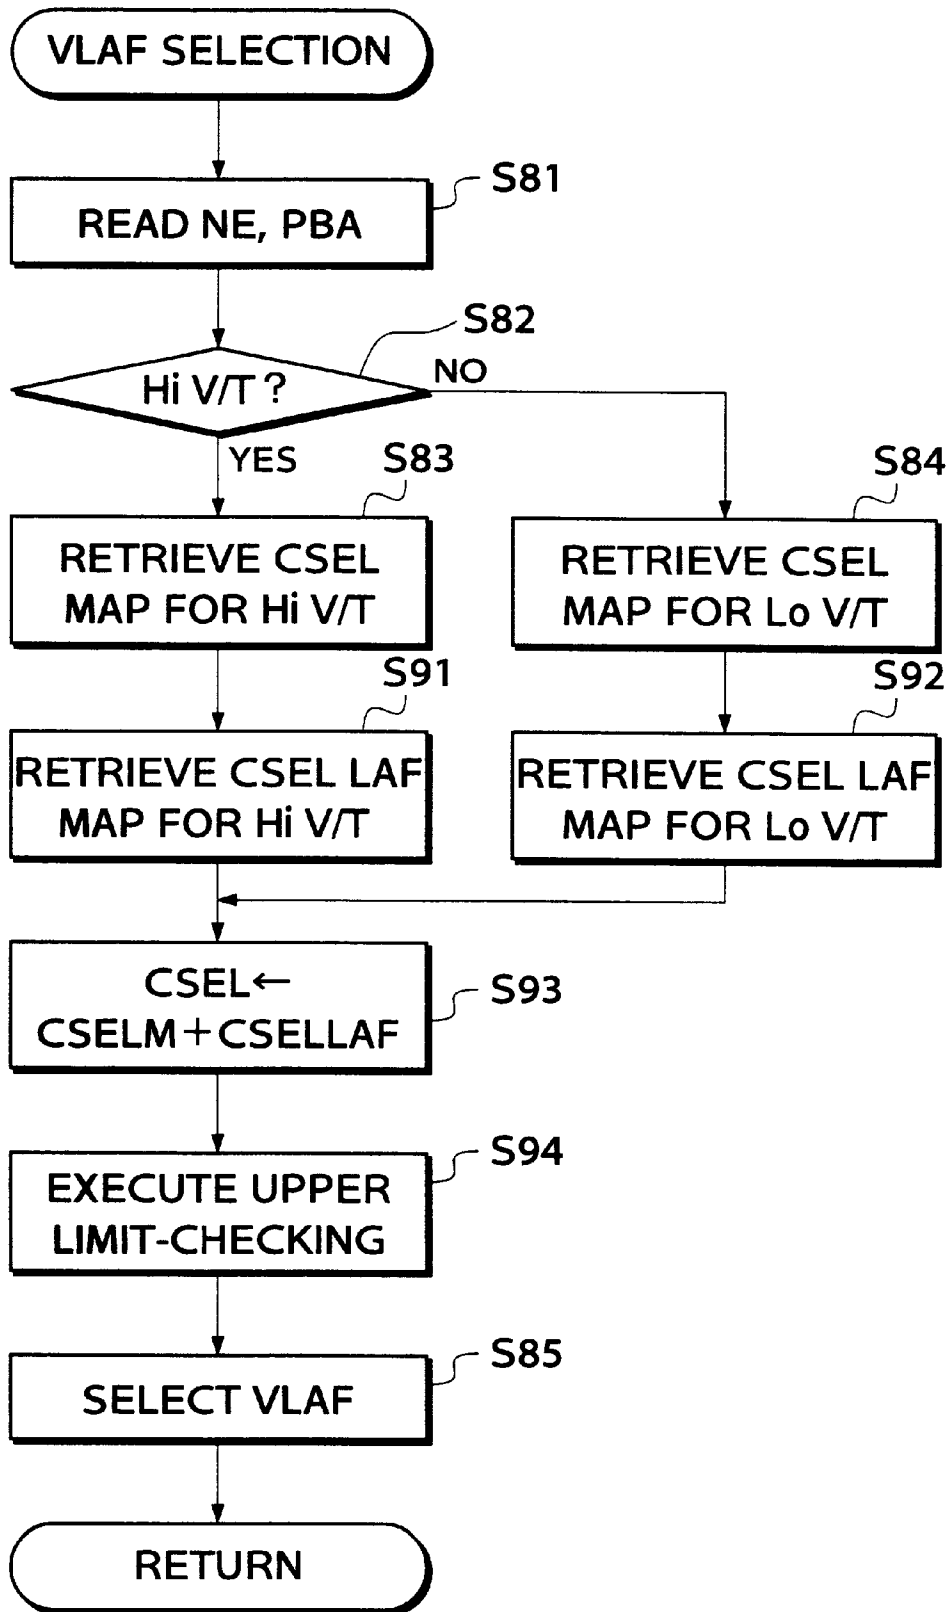 VLAF SELECTION
S81
READ NE, PBA
S82
Hi V/T?
NO
YES
S83
RETRIEVE CSEL
MAP FOR Hi V/T
S84
RETRIEVE CSEL
MAP FOR Lo V/T
S91
RETRIEVE CSEL LAF
MAP FOR Hi V/T
S92
RETRIEVE CSEL LAF
MAP FOR Lo V/T
CSEL←
CSELM+CSELLAF
S93
S94
EXECUTE UPPER
LIMIT-CHECKING
S85
SELECT VLAF
RETURN